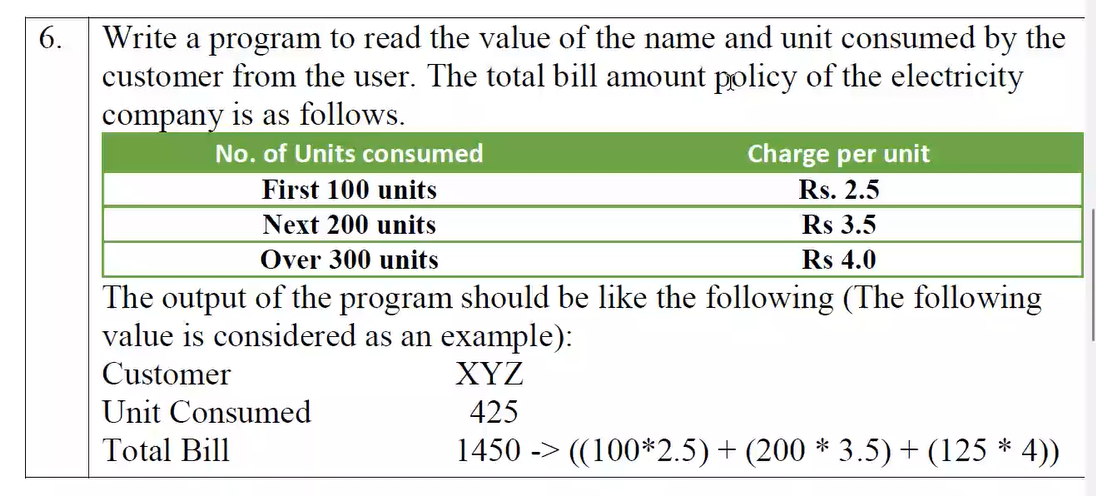 6. Write a program to read the value of the name and unit consumed by the
customer from the user. The total bill amount policy of the electricity
company is as follows.
No. of Units consumed Charge per unit
First 100 units Rs. 2.5
Next 200 units Rs 3.5
Over 300 units Rs 4.0
The output of the program should be like the following (The following
value is considered as an example):
Customer XYZ
Unit Consumed 425
Total Bill 1450 -> ((100*2.5) + (200 * 3.5) + (125 * 4))